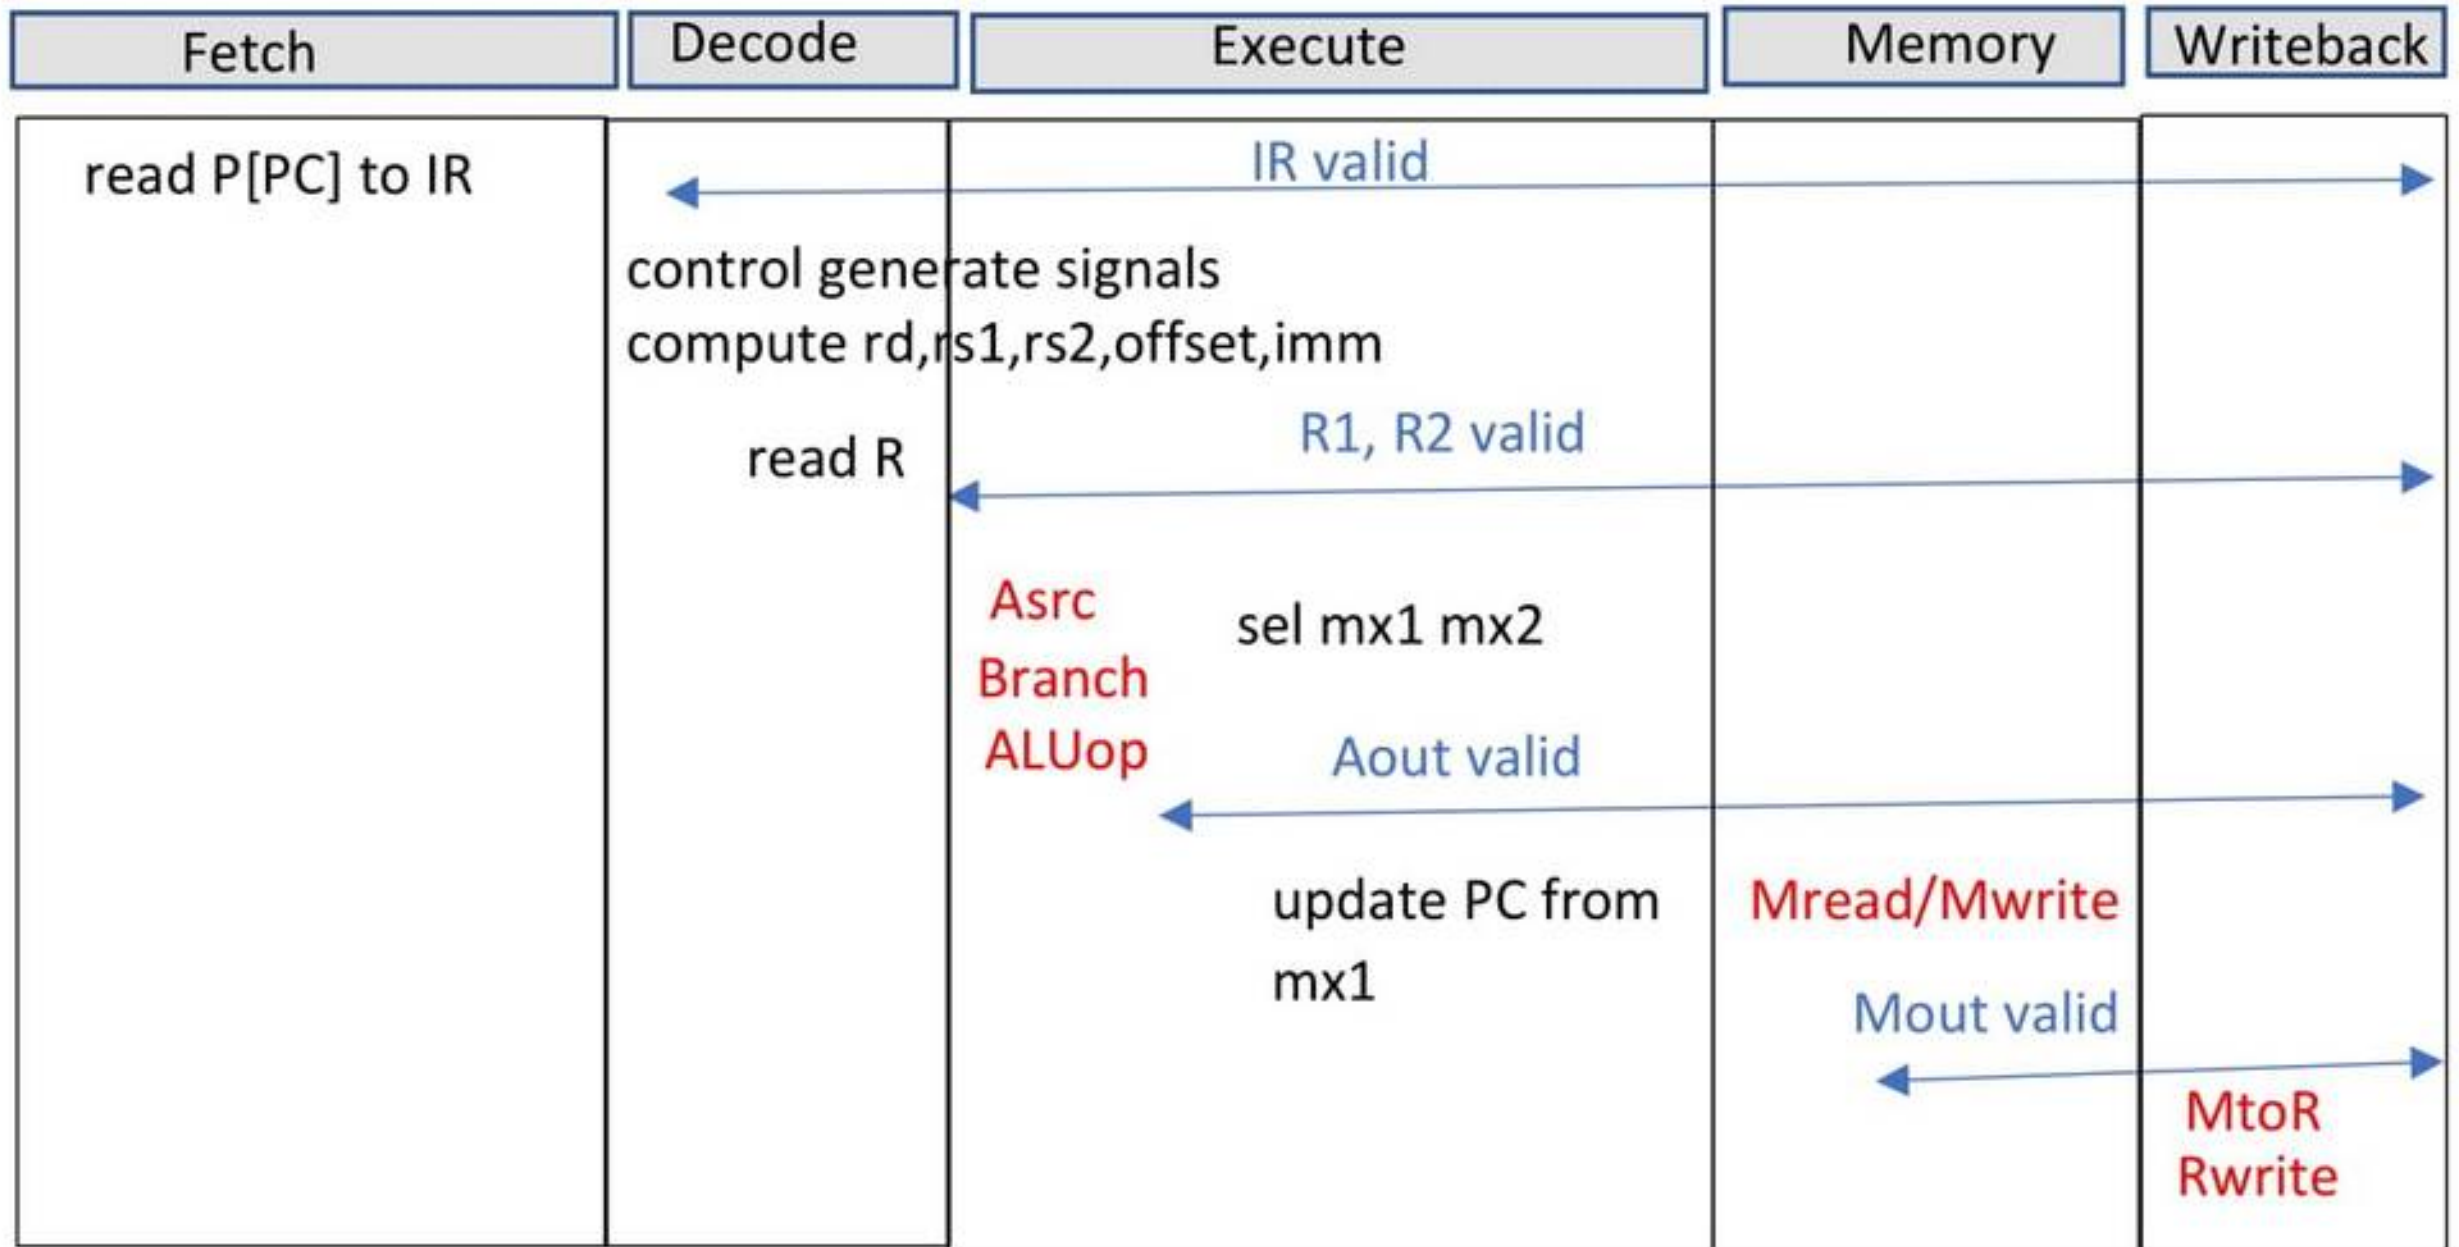 Fetch
Decode
Execute
Memory
Writeback
read P[PC] to IR
IR valid
control generate signals
compute rd,rs1,rs2,offset,imm
read R
R1, R2 valid
Asrc
sel mx1 mx2
Branch
ALUop
Aout valid
update PC from
mx1
Mread/Mwrite
Mout valid
MtoR
Rwrite